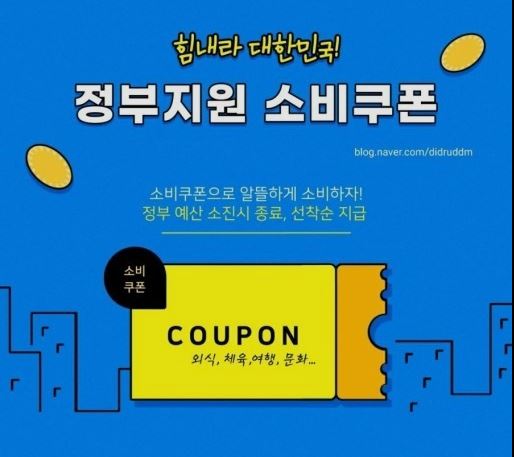 힘내라 대한민국!
정부지원 소비쿠폰
blog.naver.com/didruddm
소비쿠폰으로 알뜰하게 소비하자!
정부 예산 소진시 종료, 선착순 지급
소비
쿠폰
COUPON
외식, 체육,여행, 문화...